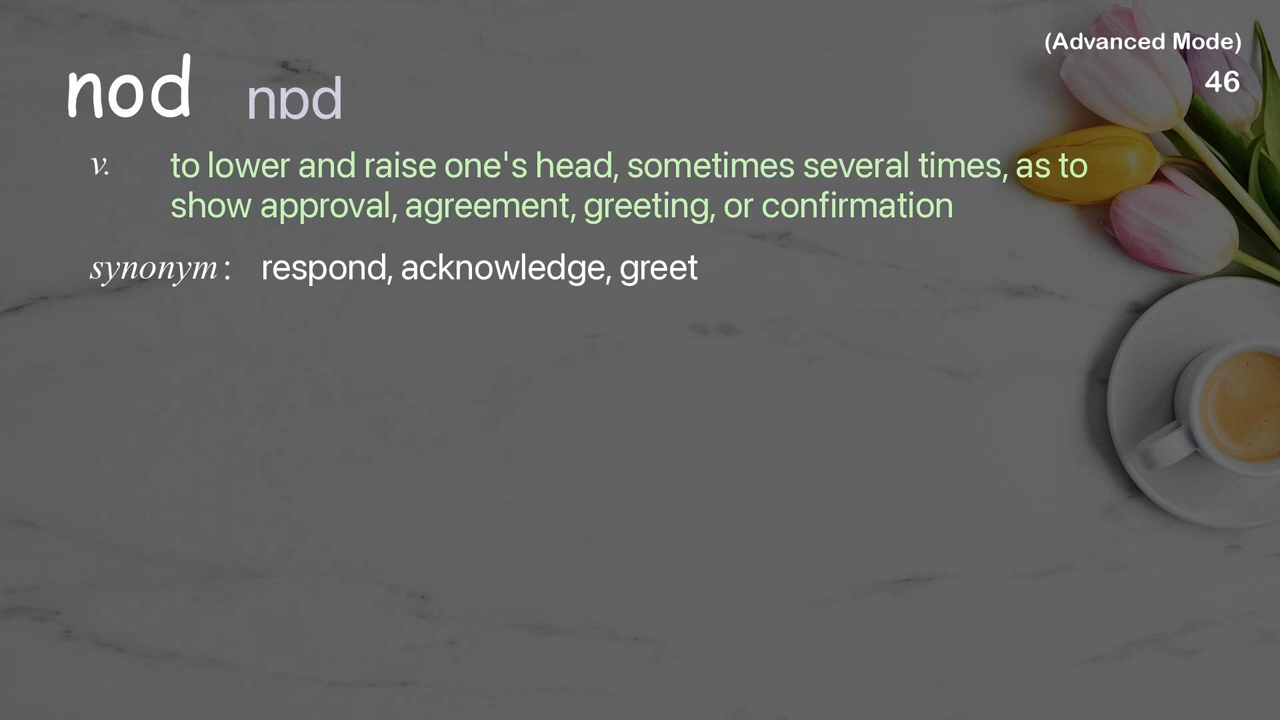 (Advanced Mode)
46
nod nɒd
v. to lower and raise one's head, sometimes several times, as to
show approval, agreement, greeting, or confirmation
synonym : respond, acknowledge, greet